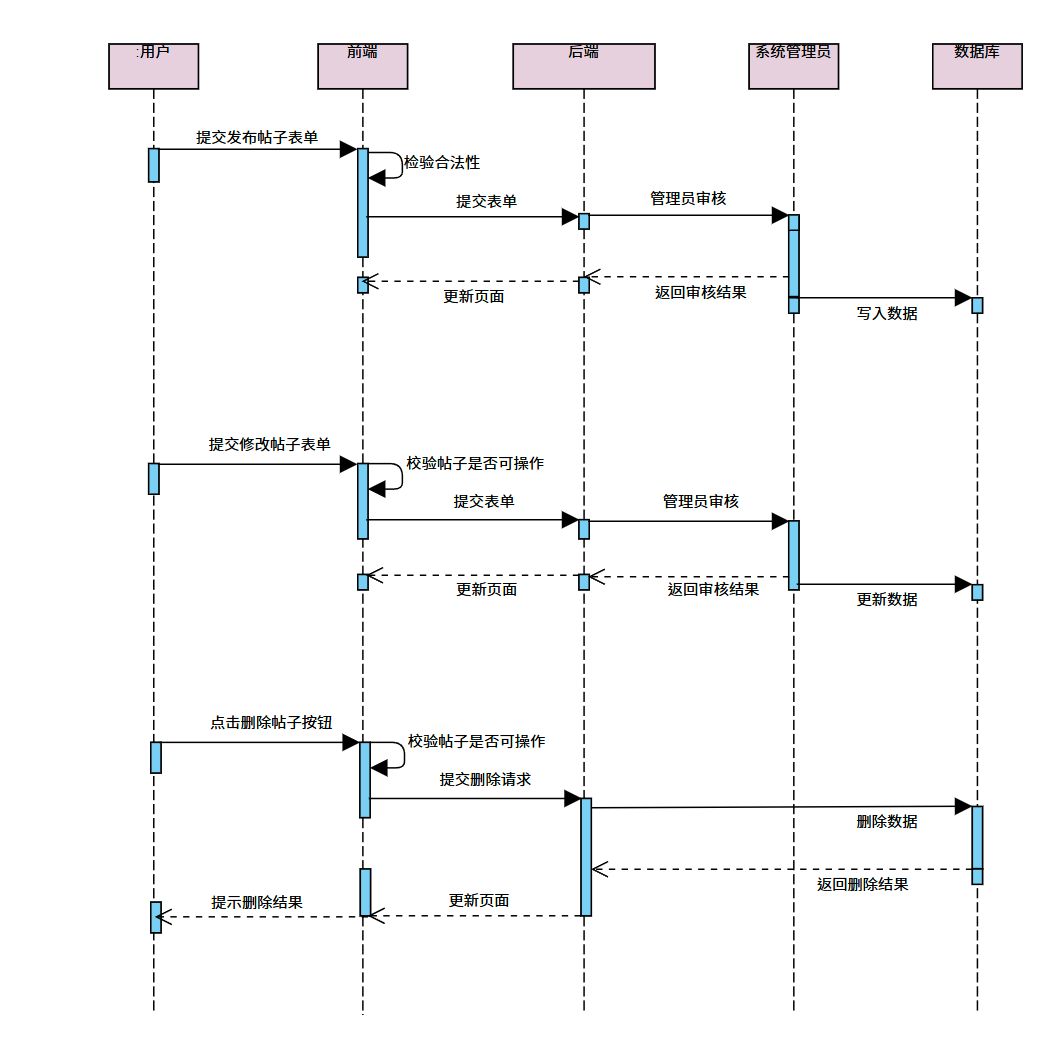 :用户
前端
后端
系统管理员
数据库
提交发布帖子表单
检验合法性
提交表单
管理员审核
更新页面
返回审核结果
写入数据
提交修改帖子表单
校验帖子是否可操作
提交表单
管理员审核
更新页面
返回审核结果
更新数据
点击删除帖子按钮
校验帖子是否可操作
提交删除请求
删除数据
返回删除结果
提示删除结果
更新页面